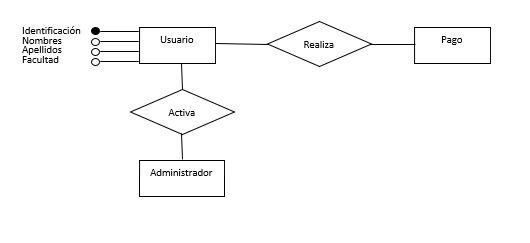 Identificación
Nombres
Apellidos
Facultad
Usuario
Realiza
Pago
Activa
Administrador